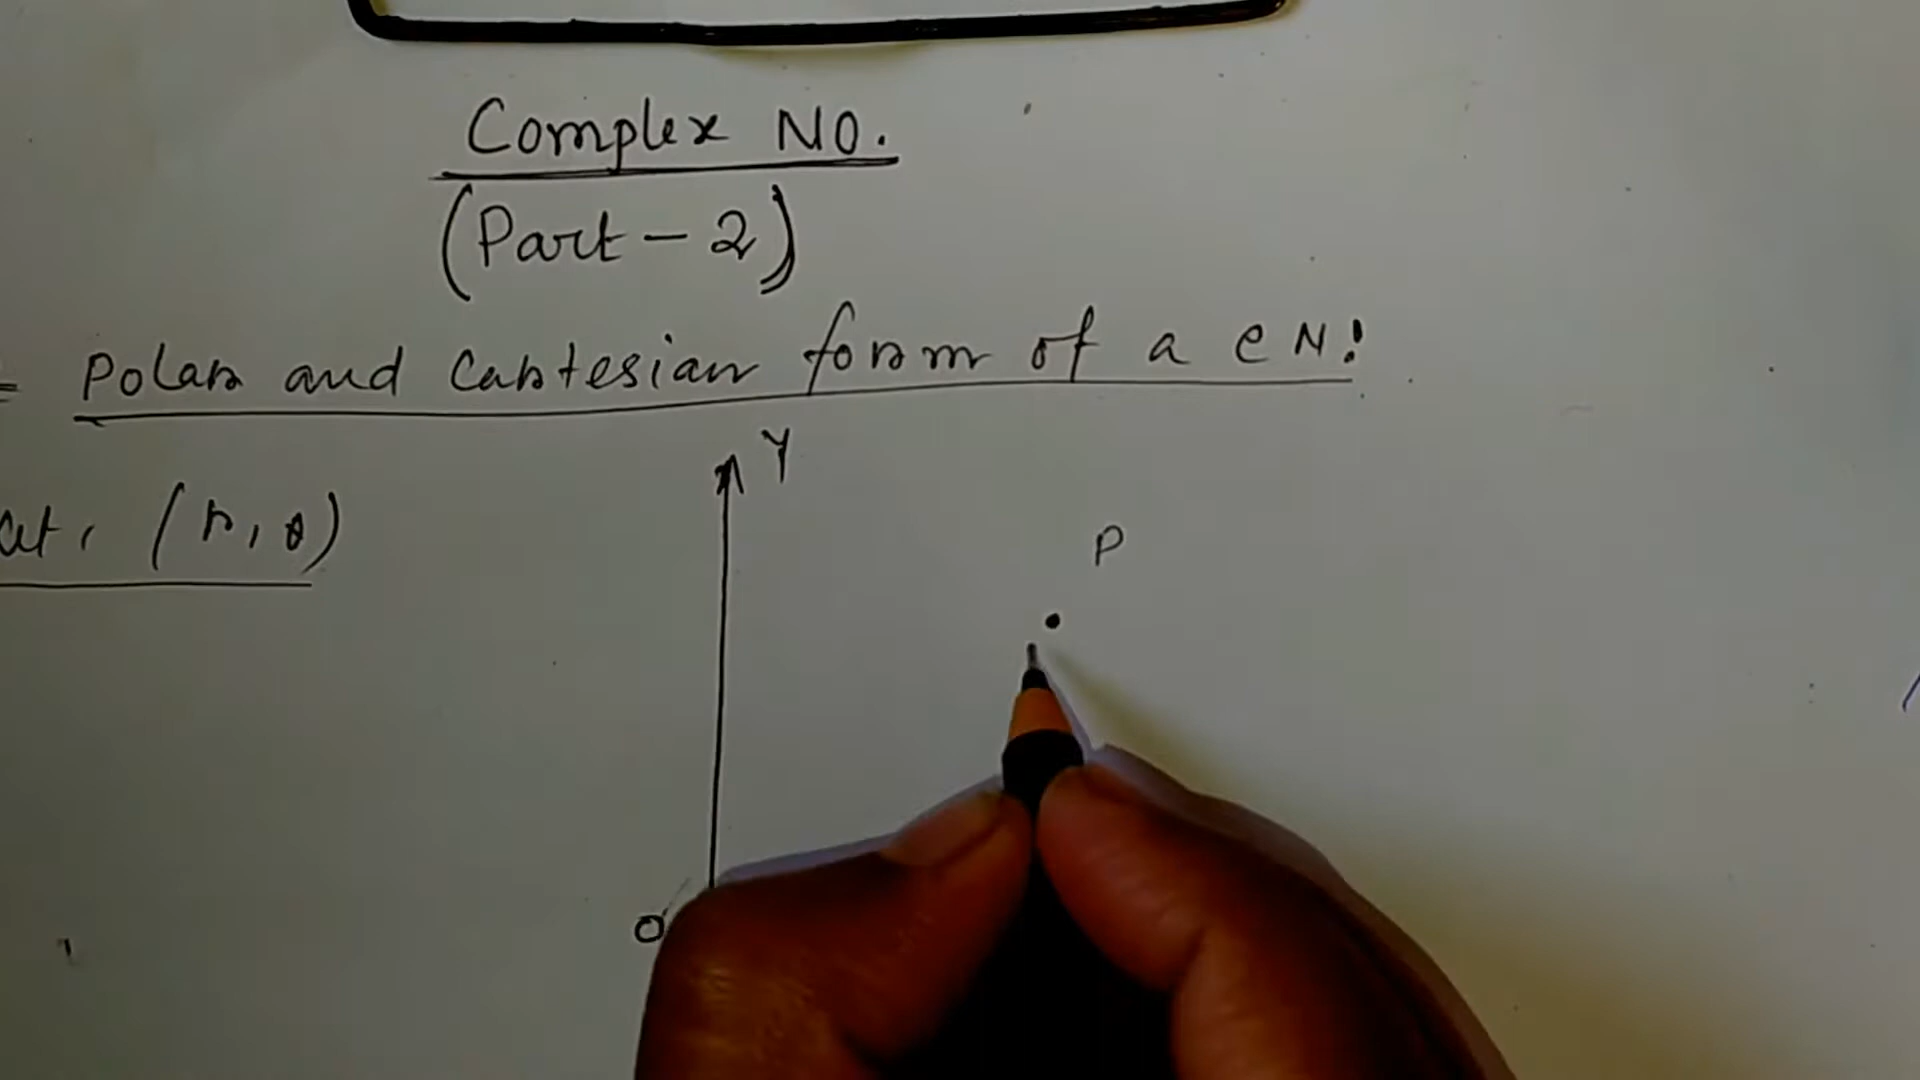 Complex NO.
(Part - 2)
Polar and Cartesian form of a CN:
(r, θ)
Y
P
O